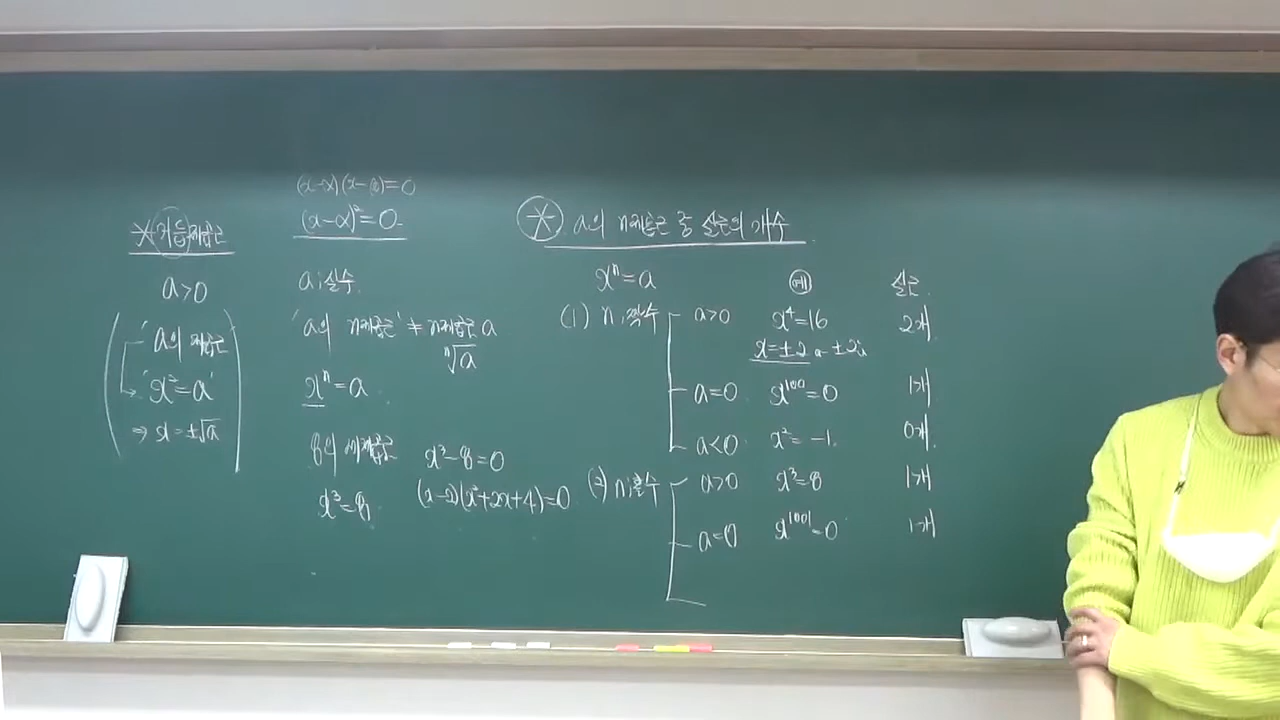 *거듭제곱근
a>0
'a의 제곱근
'x²=a'
⇒ x=±√a
(x-α)(x-β)=0
(x-α)²=0
a;실수
'a의 n제곱근' ≠ n제곱근 a
ⁿ√a
xⁿ=a
8의 세제곱근
x³=8
x³-8=0
(x-2)(x²+2x+4)=0
* a의 n제곱근 중 실근의 개수
xⁿ=a
예
실근
(1) n;짝수
a>0 x⁴=16 2개
x=±2 or ±2i
a=0 x¹⁰⁰=0 1개
a<0 x²=-1 0개
(2) n;홀수
a>0 x³=8 1개
a=0 x¹⁰⁰¹=0 1개